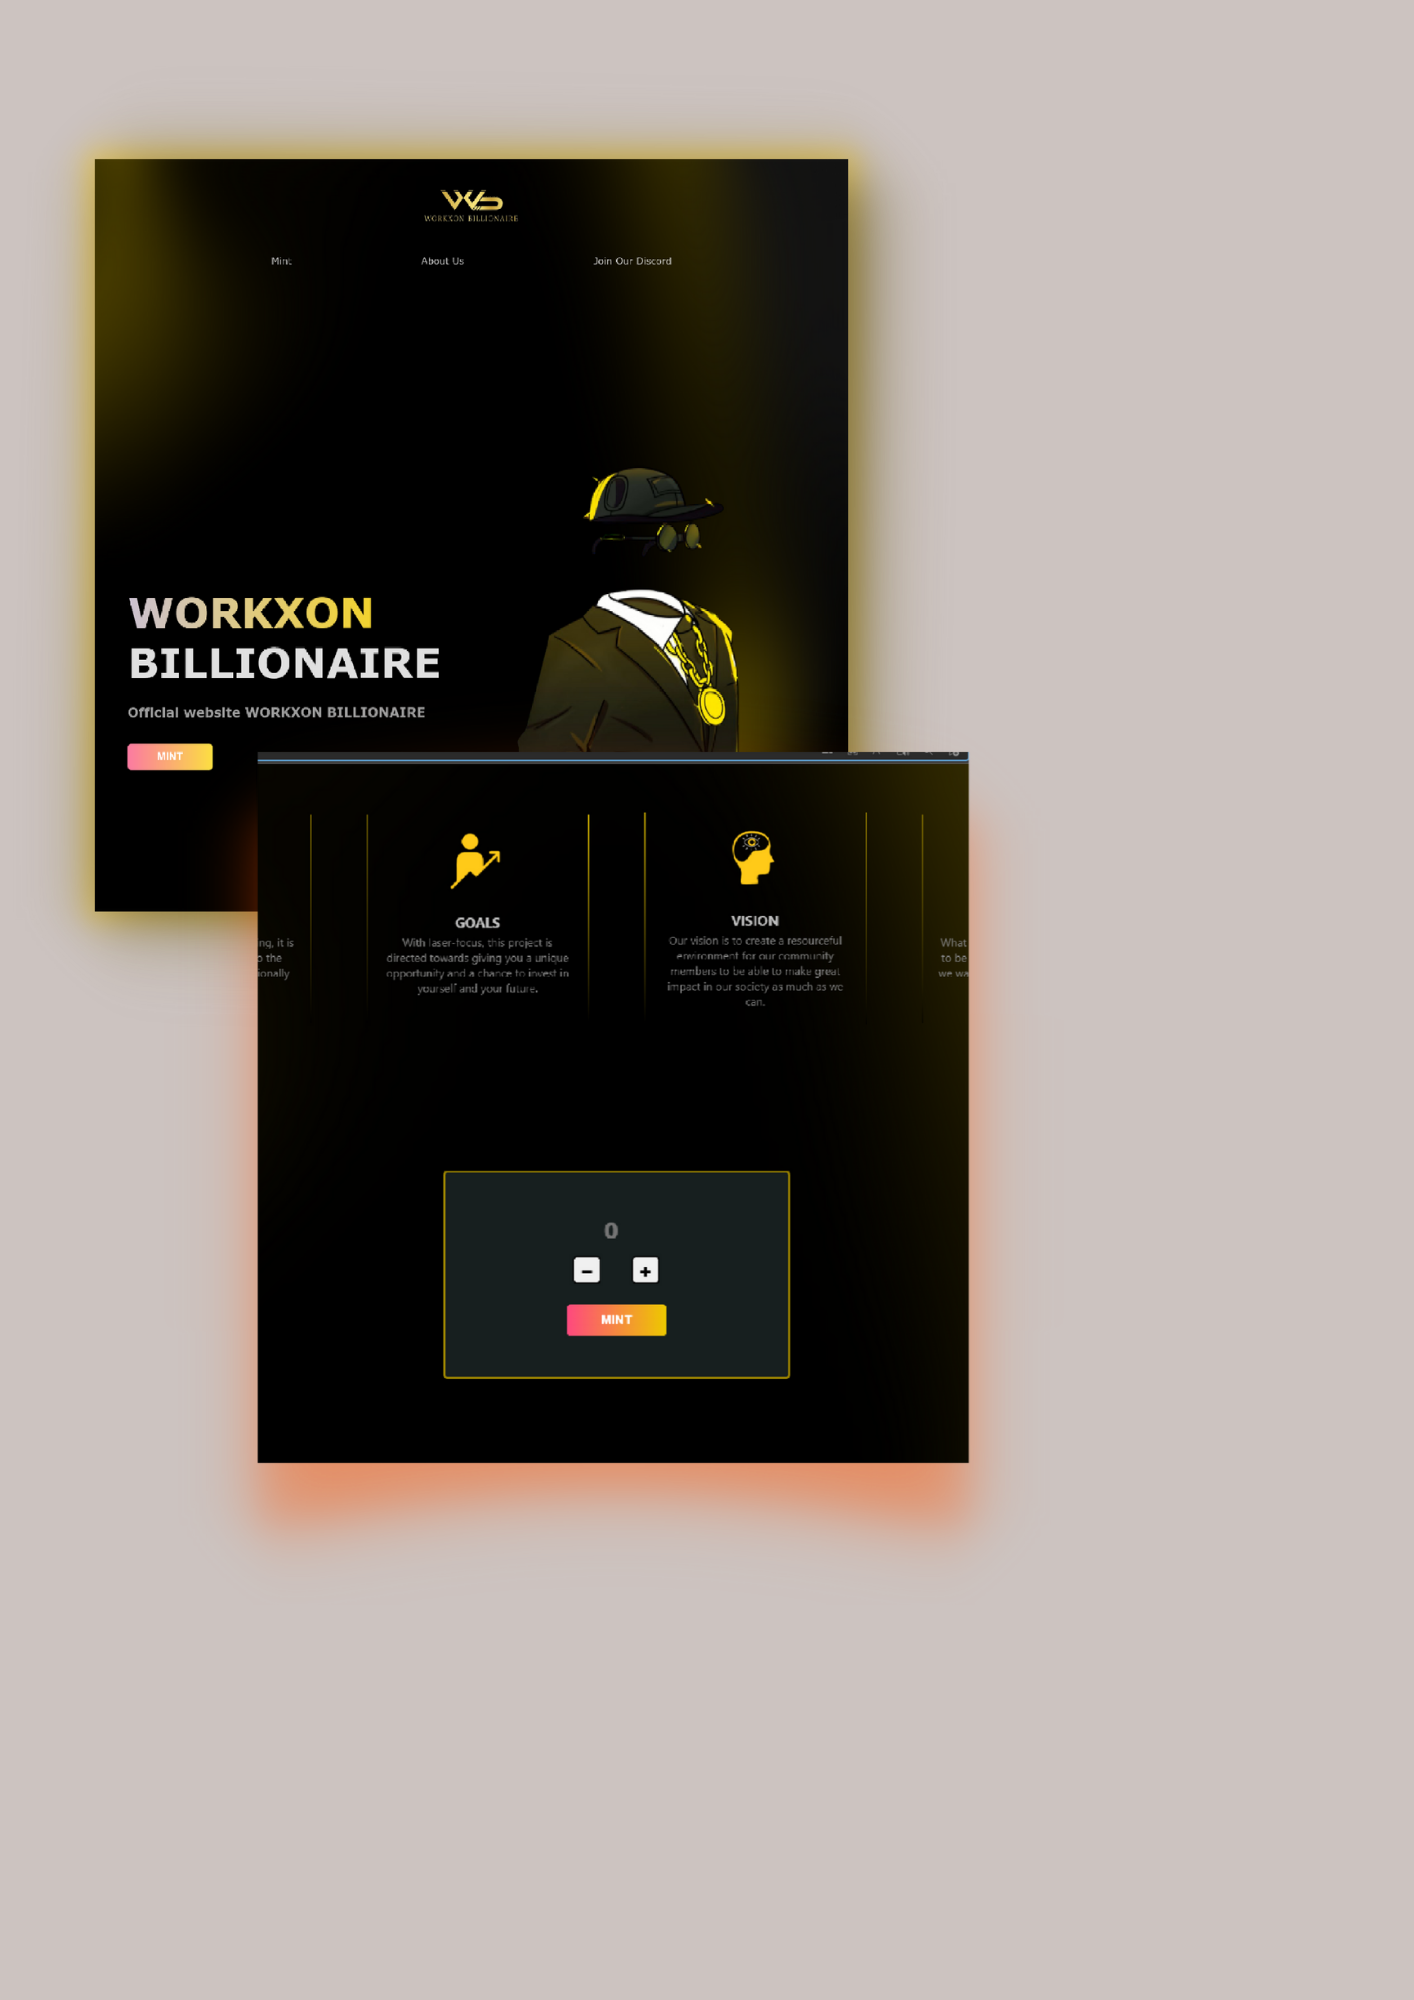 WORKXON BILLIONAIRE
Mint
About Us
Join Our Discord
WORKXON
BILLIONAIRE
Official website WORKXON BILLIONAIRE
MINT
ng, it is
o the
ionally
GOALS
With laser-focus, this project is
directed towards giving you a unique
opportunity and a chance to invest in
yourself and your future.
VISION
Our vision is to create a resourceful
environment for our community
members to be able to make great
impact in our society as much as we
can.
What
to be
we wa
0
- +
MINT